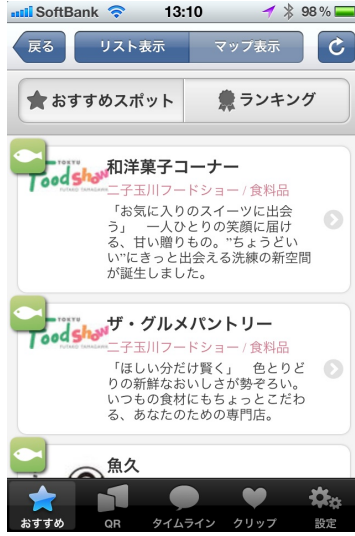 SoftBank 13:10 98%
戻る リスト表示 マップ表示
おすすめスポット ランキング
TOKYU
Food Show
FUTAKO TAMAGAWA
和洋菓子コーナー
二子玉川フードショー / 食料品
「お気に入りのスイーツに出会
う」　一人ひとりの笑顔に届け
る、甘い贈りもの。”ちょうどい
い”にきっと出会える洗練の新空間
が誕生しました。
TOKYU
Food Show
FUTAKO TAMAGAWA
ザ・グルメパントリー
二子玉川フードショー / 食料品
「ほしい分だけ賢く」　色とりど
りの新鮮なおいしさが勢ぞろい。
いつもの食材にもちょっとこだわ
る、あなたのための専門店。
魚久
おすすめ QR タイムライン クリップ 設定